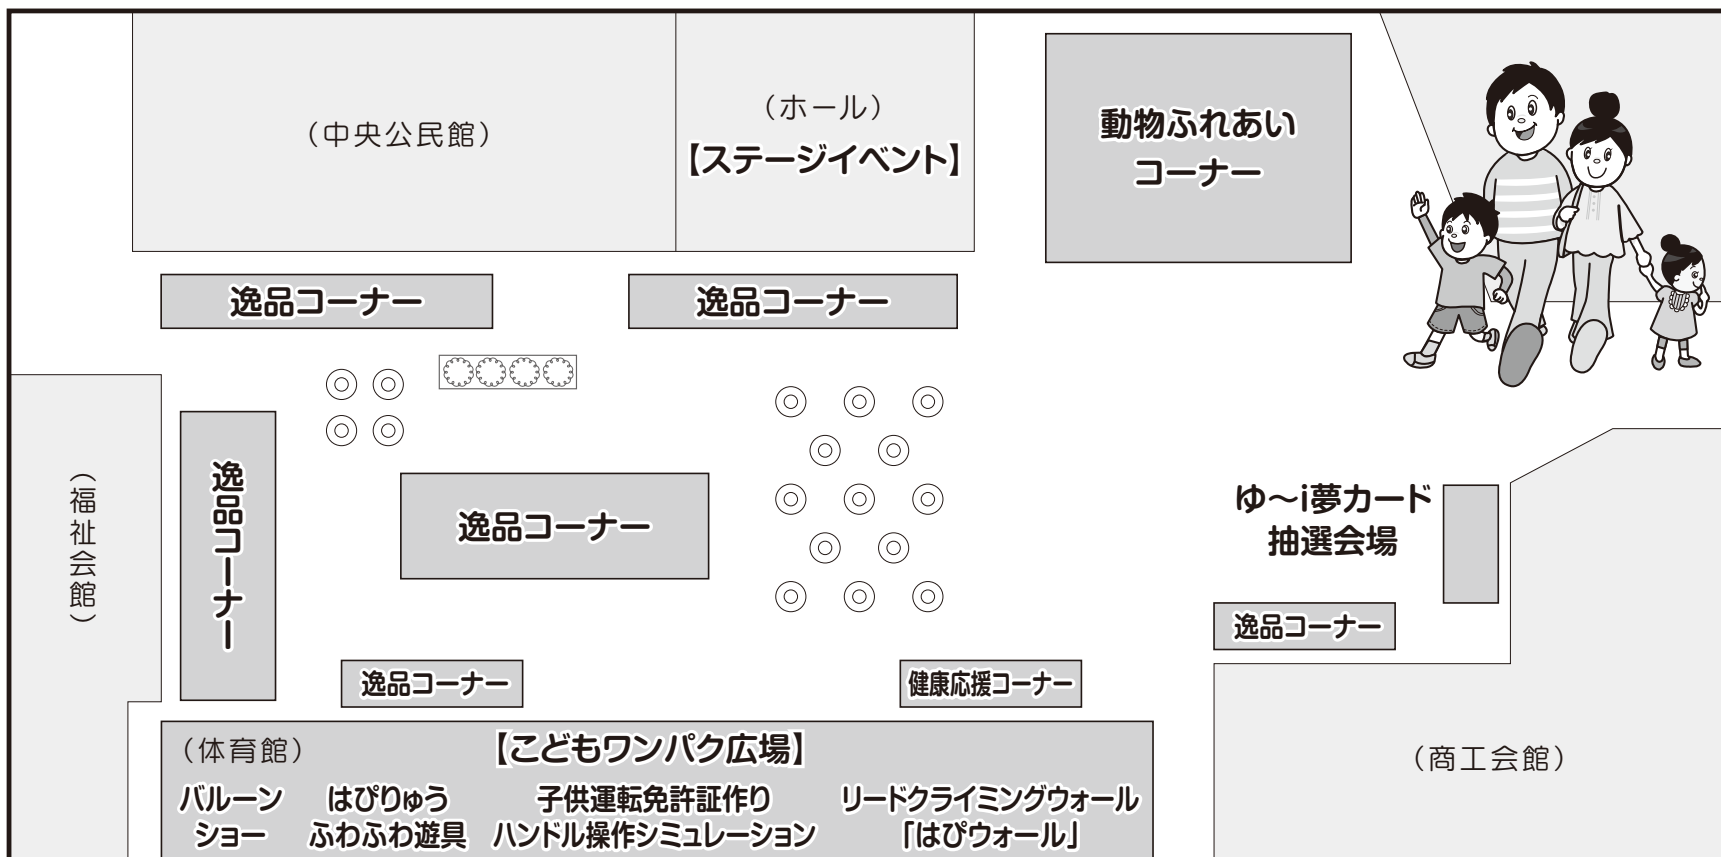 （中央公民館）
（ホール）
【ステージイベント】
動物ふれあい
コーナー
逸品コーナー
逸品コーナー
（福祉会館）
逸品コーナー
逸品コーナー
ゆ～i夢カード
抽選会場
逸品コーナー
逸品コーナー
健康応援コーナー
（体育館）
【こどもワンパク広場】
バルーン
ショー
はぴりゅう
ふわふわ遊具
子供運転免許証作り
ハンドル操作シミュレーション
リードクライミングウォール
「はぴウォール」
（商工会館）